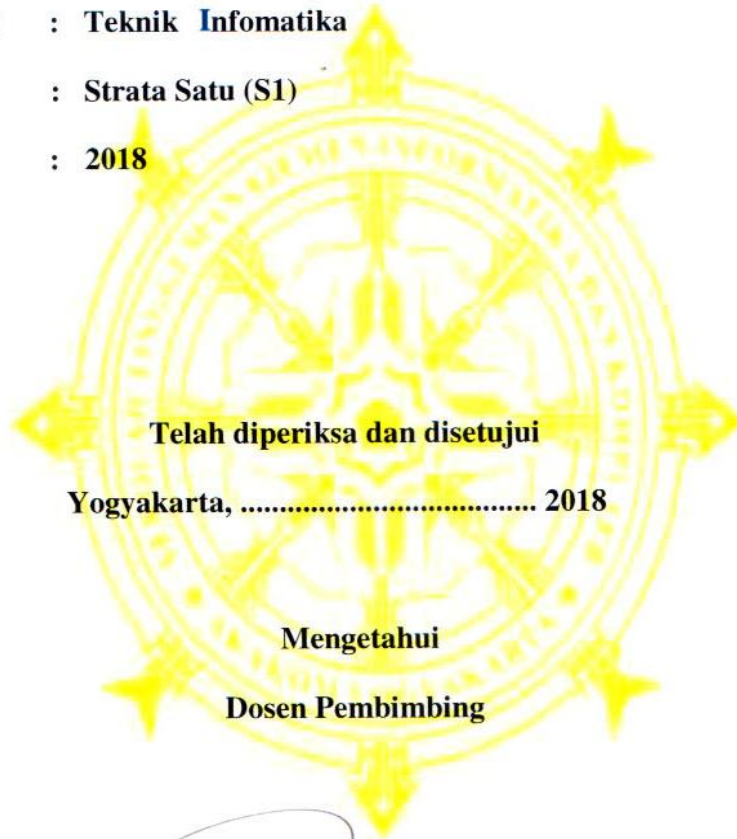 : Teknik Infomatika
: Strata Satu (S1)
: 2018
Telah diperiksa dan disetujui
Yogyakarta, ...................................... 2018
Mengetahui
Dosen Pembimbing